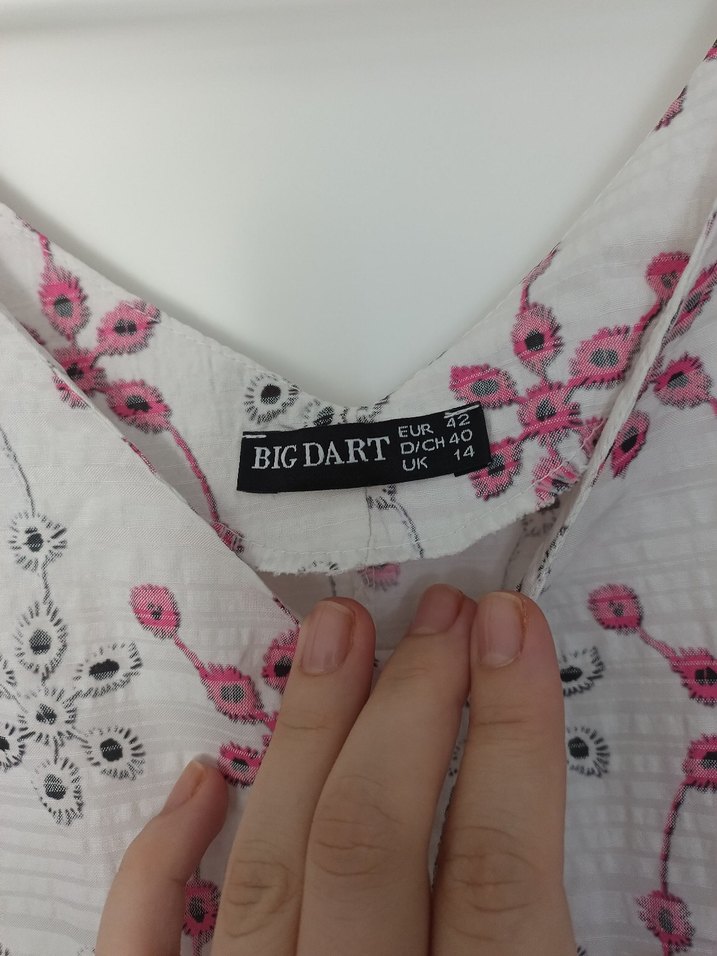 BIG DART
EUR 42
D/CH 40
UK 14